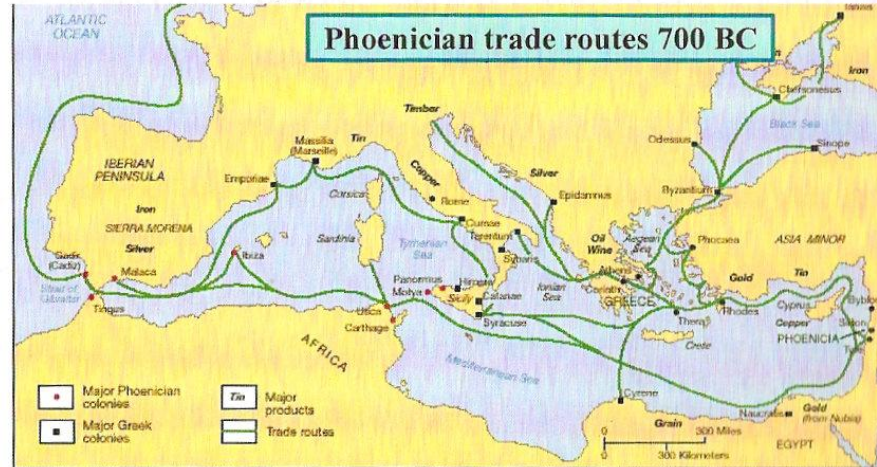 Phoenician trade routes 700 BC
ATLANTIC
OCEAN
Iron
Chersonesus
Black Sea
Odessus
Sinope
Byzantium
Timber
Tin
Massilia
(Marseille)
IBERIAN
PENINSULA
Emporiae
Corsica
Copper
Rome
Silver
Epidamnus
Iron
SIERRA MORENA
Silver
Sardinia
Cumae
Tarentum
Tyrrhenian
Sea
Sybaris
Oil
Wine
Aegean
Sea
Phocaea
ASIA MINOR
Gadir
(Cadiz)
Malaca
Ibiza
Strait of
Gibraltar
Tingus
Panormus
Motya
Himera
Sicily
Catanae
Ionian
Sea
Athens
Corinth
GREECE
Gold
Tin
Utica
Carthage
Syracuse
Thera
Rhodes
Cyprus
Copper
Byblos
Sidon
PHOENICIA
Tyre
Crete
AFRICA
Mediterranean Sea
Cyrene
Naucratis
Gold
(from Nubia)
Grain
EGYPT
Major Phoenician
colonies
Major Greek
colonies
Tin
Major
products
Trade routes
0
300 Miles
0
300 Kilometers